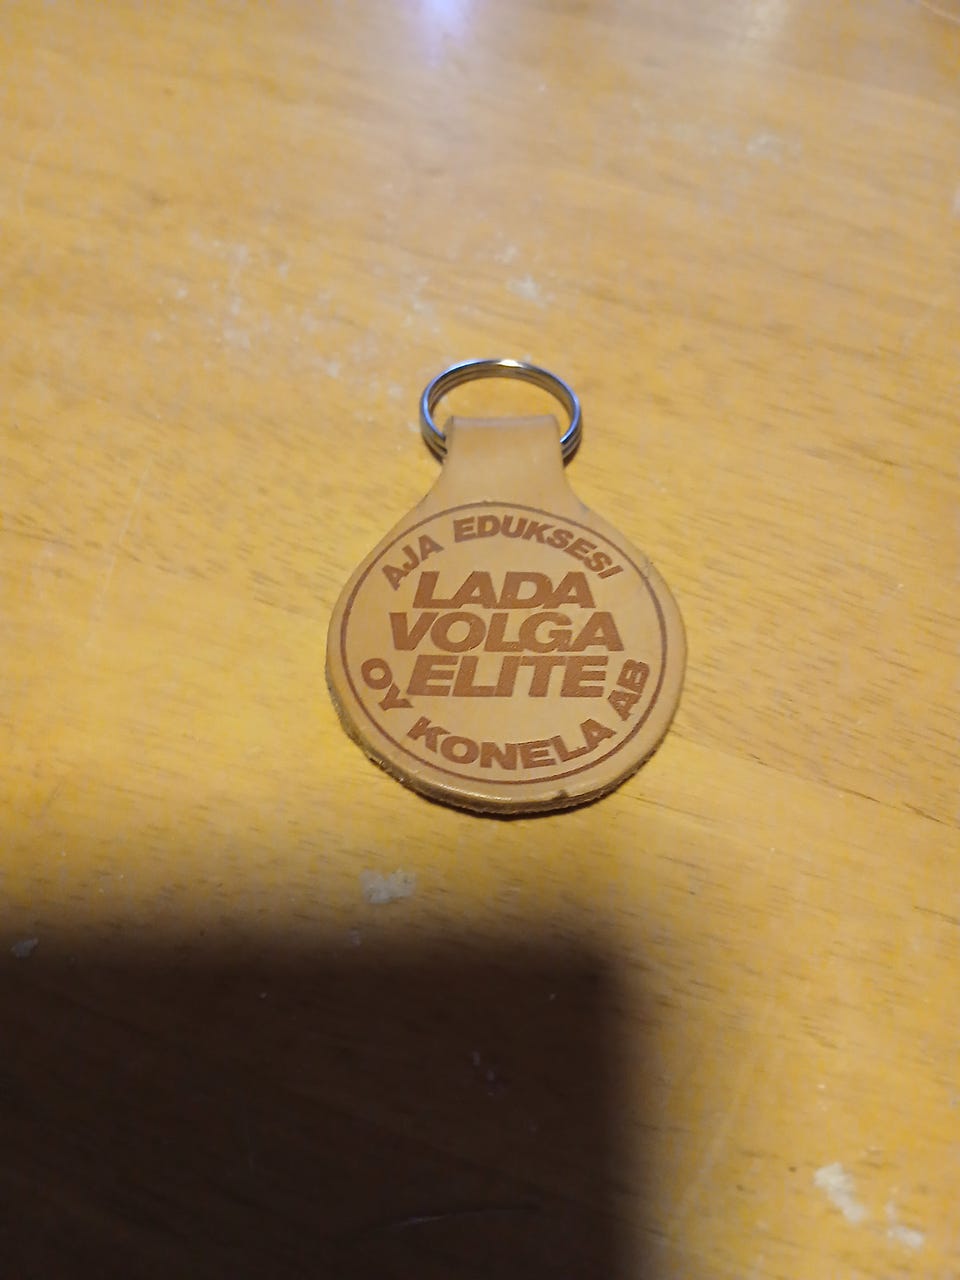 AJA EDUKSESI
LADA
VOLGA
ELITE
OY KONELA AB